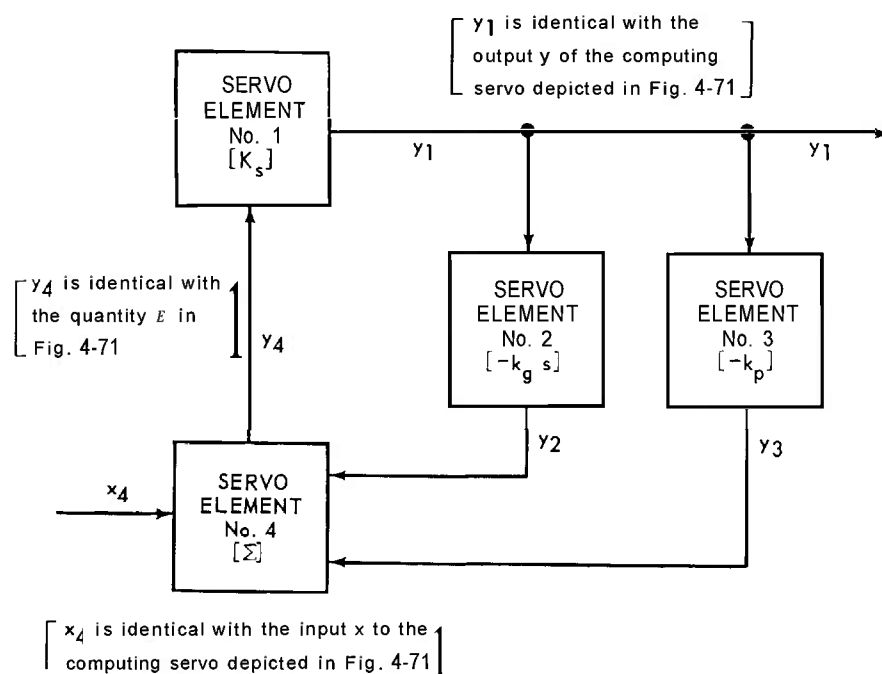 y1 is identical with the
output y of the computing
servo depicted in Fig. 4-71
SERVO
ELEMENT
No. 1
[Ks]
y1
y1
y4 is identical with
the quantity E in
Fig. 4-71
y4
SERVO
ELEMENT
No. 2
[-kg s]
SERVO
ELEMENT
No. 3
[-kp]
y2
y3
x4
SERVO
ELEMENT
No. 4
[Σ]
x4 is identical with the input x to the
computing servo depicted in Fig. 4-71